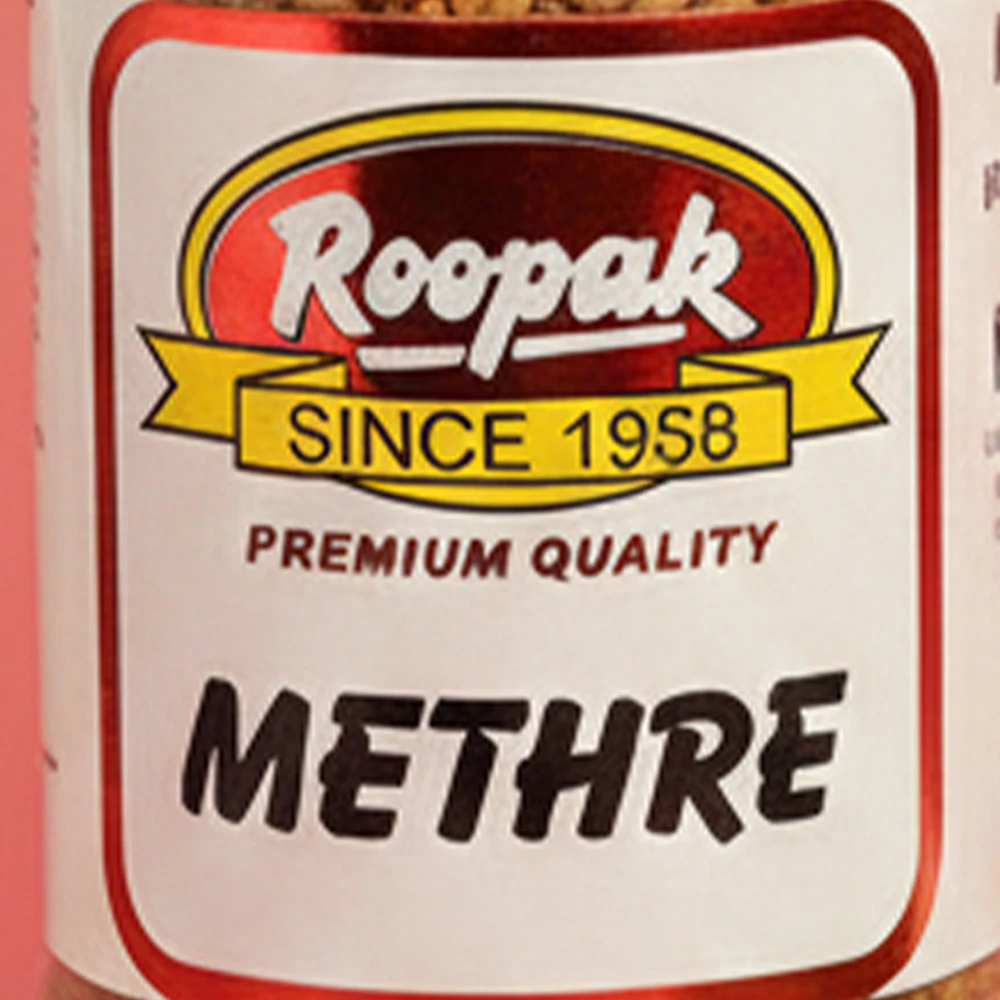 Roopak
SINCE 1958
PREMIUM QUALITY
METHRE